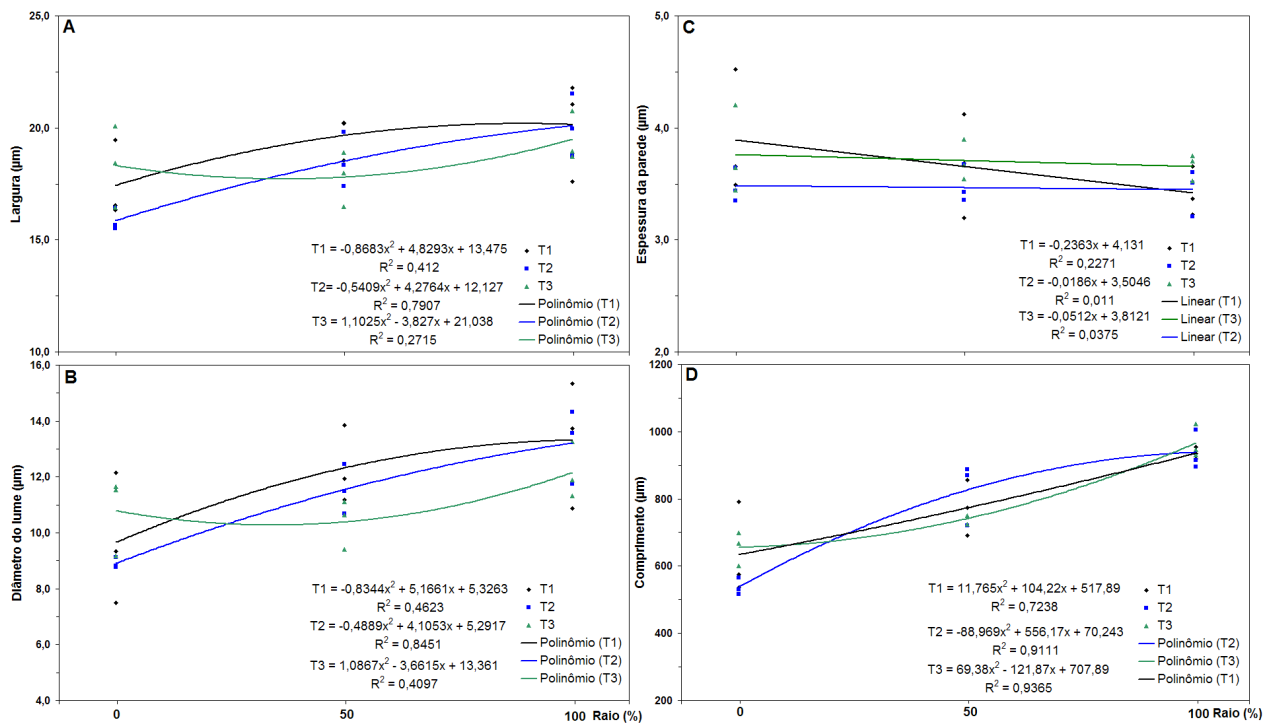 A
25,0
20,0
15,0
10,0
Largura (µm)
T1 = -0,8683x² + 4,8293x + 13,475
R² = 0,412
T2= -0,5409x² + 4,2764x + 12,127
R² = 0,7907
T3 = 1,1025x² - 3,827x + 21,038
R² = 0,2715
T1
T2
T3
Polinômio (T1)
Polinômio (T2)
Polinômio (T3)
C
5,0
4,0
3,0
2,0
Espessura da parede (µm)
T1 = -0,2363x + 4,131
R² = 0,2271
T2 = -0,0186x + 3,5046
R² = 0,011
T3 = -0,0512x + 3,8121
R² = 0,0375
T1
T2
T3
Linear (T1)
Linear (T3)
Linear (T2)
B
16,0
14,0
12,0
10,0
8,0
6,0
4,0
Diâmetro do lume (µm)
T1 = -0,8344x² + 5,1661x + 5,3263
R² = 0,4623
T2 = -0,4889x² + 4,1053x + 5,2917
R² = 0,8451
T3 = 1,0867x² - 3,6615x + 13,361
R² = 0,4097
T1
T2
T3
Polinômio (T1)
Polinômio (T2)
Polinômio (T3)
0
50
100
Raio (%)
D
1200
1000
800
600
400
200
Comprimento (µm)
T1 = 11,765x² + 104,22x + 517,89
R² = 0,7238
T2 = -88,969x² + 556,17x + 70,243
R² = 0,9111
T3 = 69,38x² - 121,87x + 707,89
R² = 0,9365
T1
T2
T3
Polinômio (T2)
Polinômio (T3)
Polinômio (T1)
0
50
100
Raio (%)